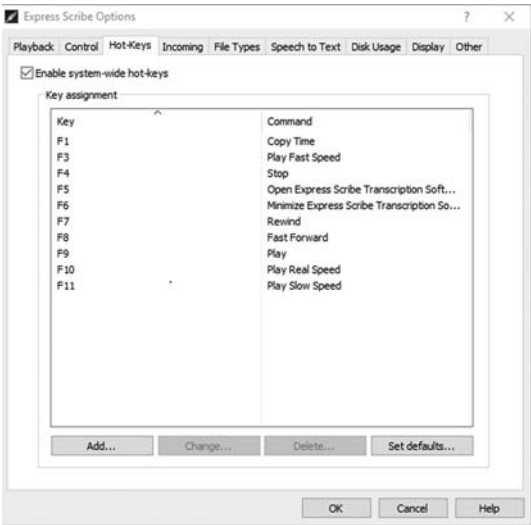 Express Scribe Options ? ×
Playback Control Hot-Keys Incoming File Types Speech to Text Disk Usage Display Other
Enable system-wide hot-keys
Key assignment
Key Command
F1 Copy Time
F3 Play Fast Speed
F4 Stop
F5 Open Express Scribe Transcription Soft...
F6 Minimize Express Scribe Transcription So...
F7 Rewind
F8 Fast Forward
F9 Play
F10 Play Real Speed
F11 Play Slow Speed
Add... Change... Delete... Set defaults...
OK Cancel Help